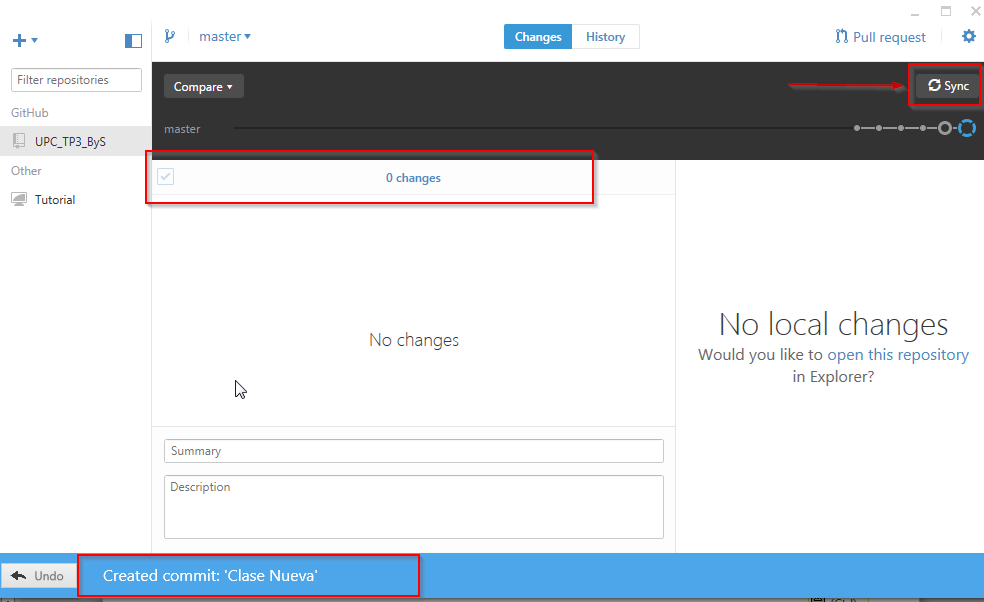 master
Changes
History
Pull request
Filter repositories
GitHub
UPC_TP3_ByS
Other
Tutorial
Compare
Sync
master
0 changes
No changes
No local changes
Would you like to open this repository
in Explorer?
Summary
Description
Undo
Created commit: 'Clase Nueva'